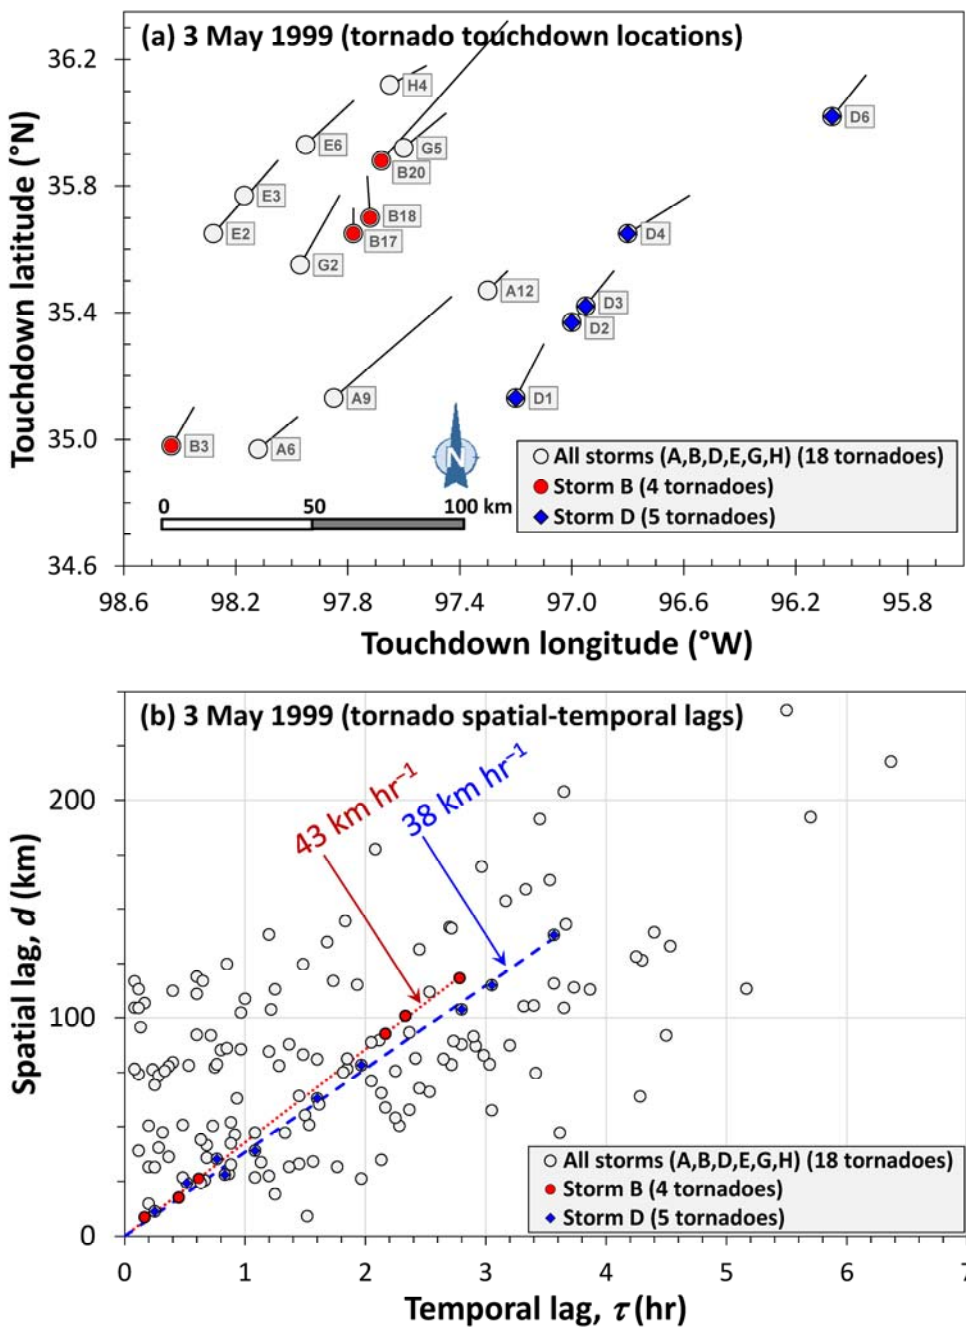 (a) 3 May 1999 (tornado touchdown locations)
36.2
35.8
35.4
35.0
34.6
Touchdown latitude (°N)
H4
E6
G5
B20
E3
E2
B18
B17
G2
D6
D4
A12
D3
D2
A9
D1
B3
A6
N
0 50 100 km
All storms (A,B,D,E,G,H) (18 tornadoes)
Storm B (4 tornadoes)
Storm D (5 tornadoes)
98.6 98.2 97.8 97.4 97.0 96.6 96.2 95.8
Touchdown longitude (°W)
(b) 3 May 1999 (tornado spatial-temporal lags)
43 km hr⁻¹
38 km hr⁻¹
200
100
0
Spatial lag, d (km)
All storms (A,B,D,E,G,H) (18 tornadoes)
Storm B (4 tornadoes)
Storm D (5 tornadoes)
0 1 2 3 4 5 6 7
Temporal lag, τ (hr)